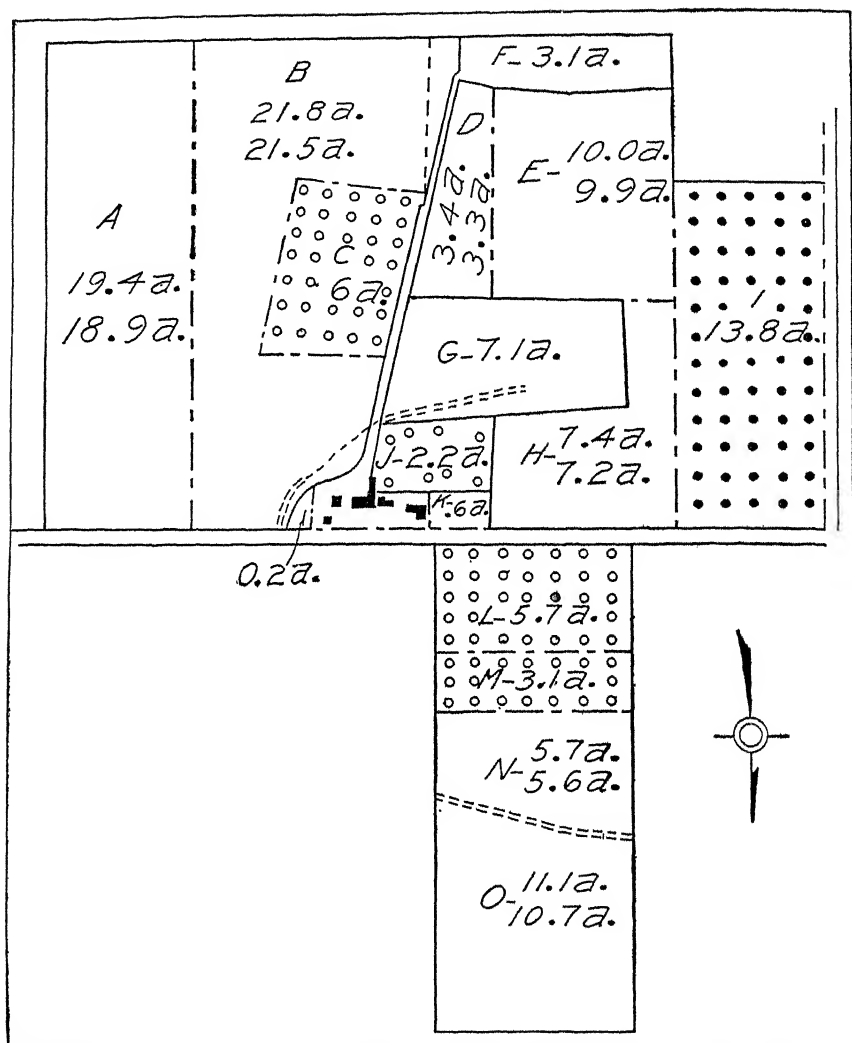 F-3.1a.
B
21.8a.
21.5a.
D
3.4a.
3.3a.
E-10.0a.
9.9a.
A
19.4a.
18.9a.
C
6a.
I
13.8a.
G-7.1a.
J-2.2a.
H-7.4a.
7.2a.
K.6a.
0.2a.
L-5.7a.
M-3.1a.
N-5.7a.
5.6a.
O-11.1a.
10.7a.